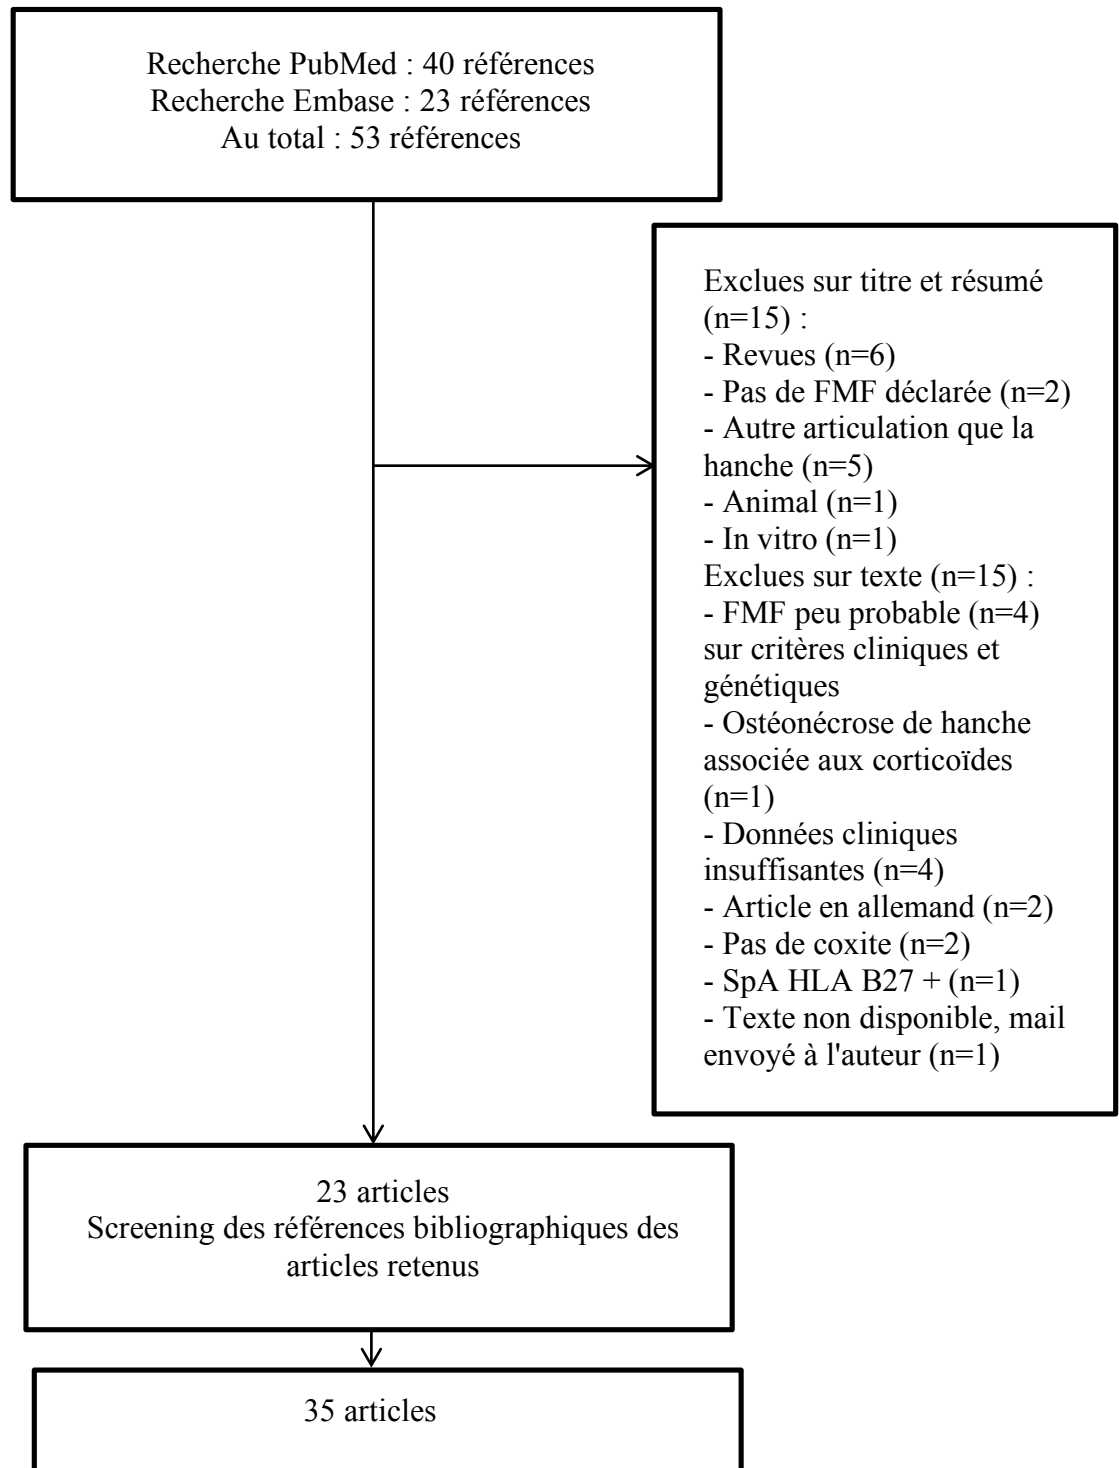 Recherche PubMed : 40 références
Recherche Embase : 23 références
Au total : 53 références
Exclues sur titre et résumé
(n=15) :
- Revues (n=6)
- Pas de FMF déclarée (n=2)
- Autre articulation que la
hanche (n=5)
- Animal (n=1)
- In vitro (n=1)
Exclues sur texte (n=15) :
- FMF peu probable (n=4)
sur critères cliniques et
génétiques
- Ostéonécrose de hanche
associée aux corticoïdes
(n=1)
- Données cliniques
insuffisantes (n=4)
- Article en allemand (n=2)
- Pas de coxite (n=2)
- SpA HLA B27 + (n=1)
- Texte non disponible, mail
envoyé à l'auteur (n=1)
23 articles
Screening des références bibliographiques des
articles retenus
35 articles